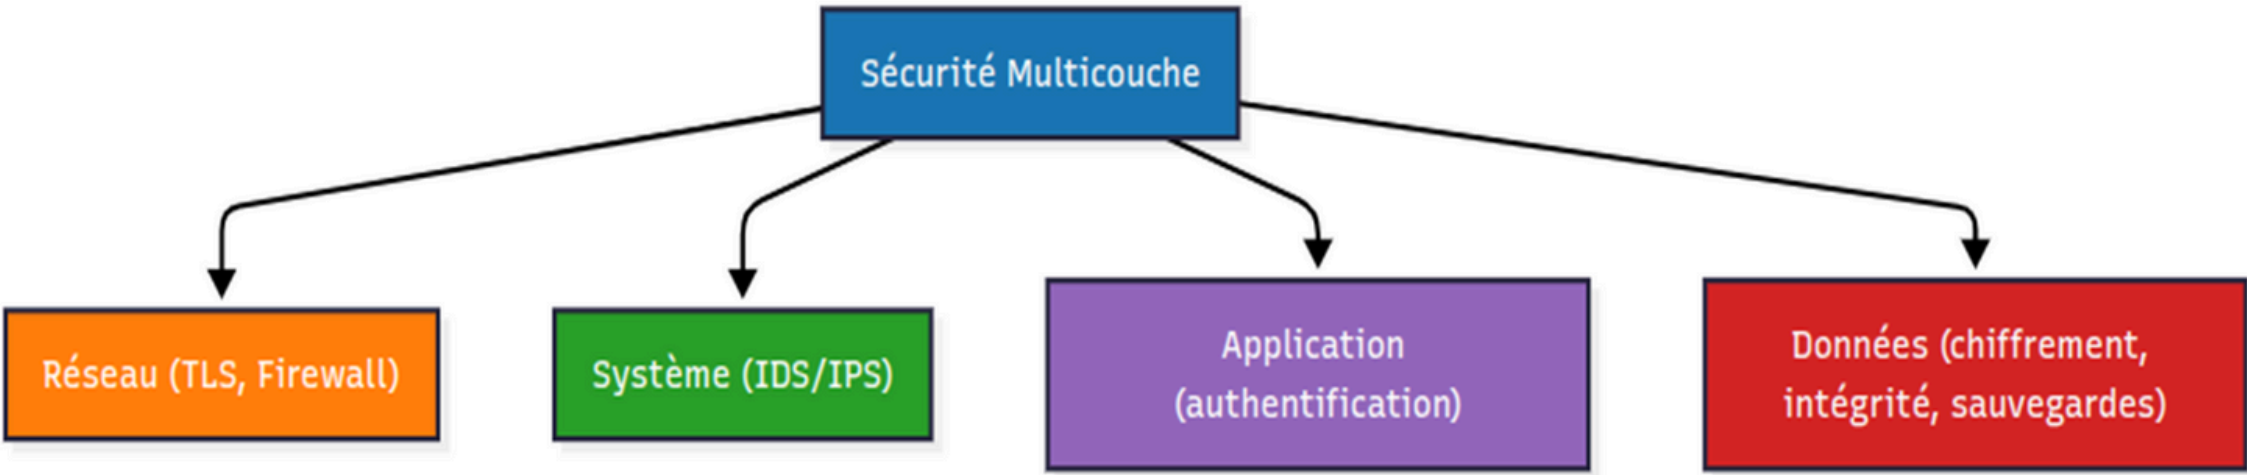 Sécurité Multicouche
Réseau (TLS, Firewall)
Système (IDS/IPS)
Application
(authentification)
Données (chiffrement,
intégrité, sauvegardes)